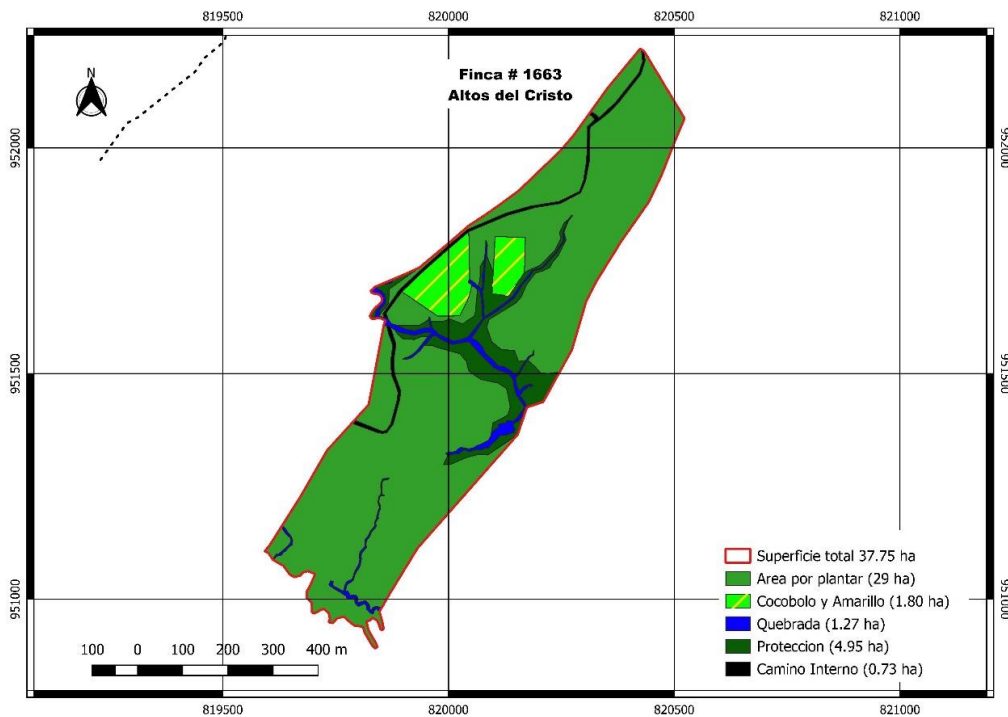 819500 820000 820500 821000
N
Finca # 1663
Altos del Cristo
952000 952000
951500 951500
951000 951000
Superficie total 37.75 ha
Area por plantar (29 ha)
Cocobolo y Amarillo (1.80 ha)
Quebrada (1.27 ha)
Proteccion (4.95 ha)
Camino Interno (0.73 ha)
100 0 100 200 300 400 m
819500 820000 820500 821000